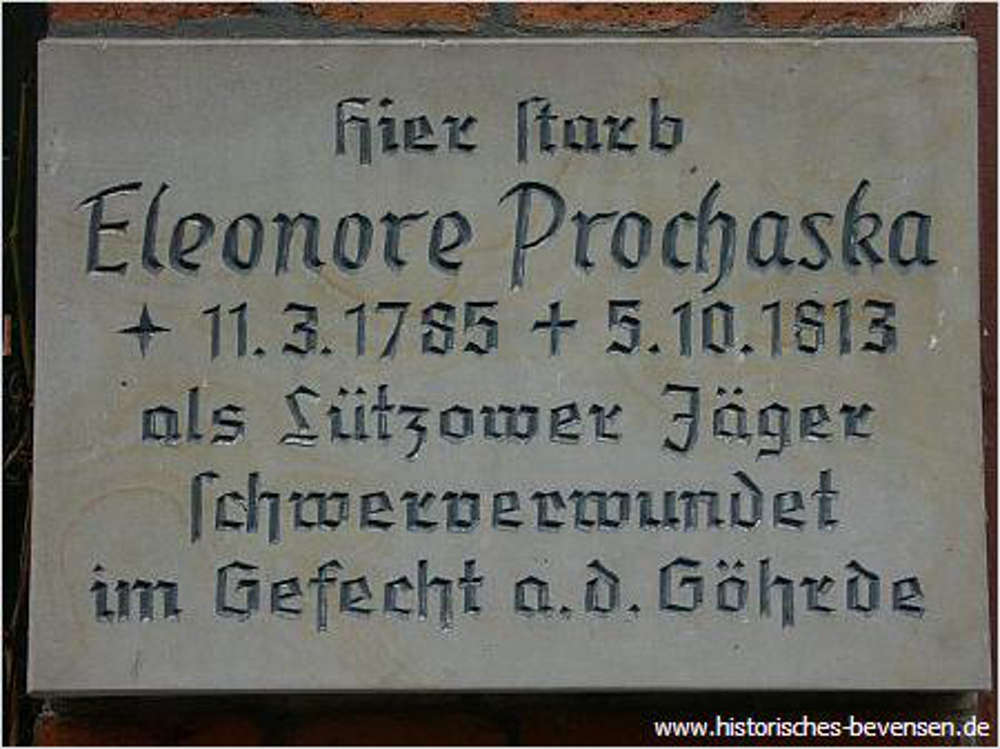 Hier ſtarb
Eleonore Prochaska
✦ 11.3.1785 ✝ 5.10.1813
als Lützower Jäger
ſchwerverwundet
im Gefecht a.d. Göhrde
www.historisches-bevensen.de